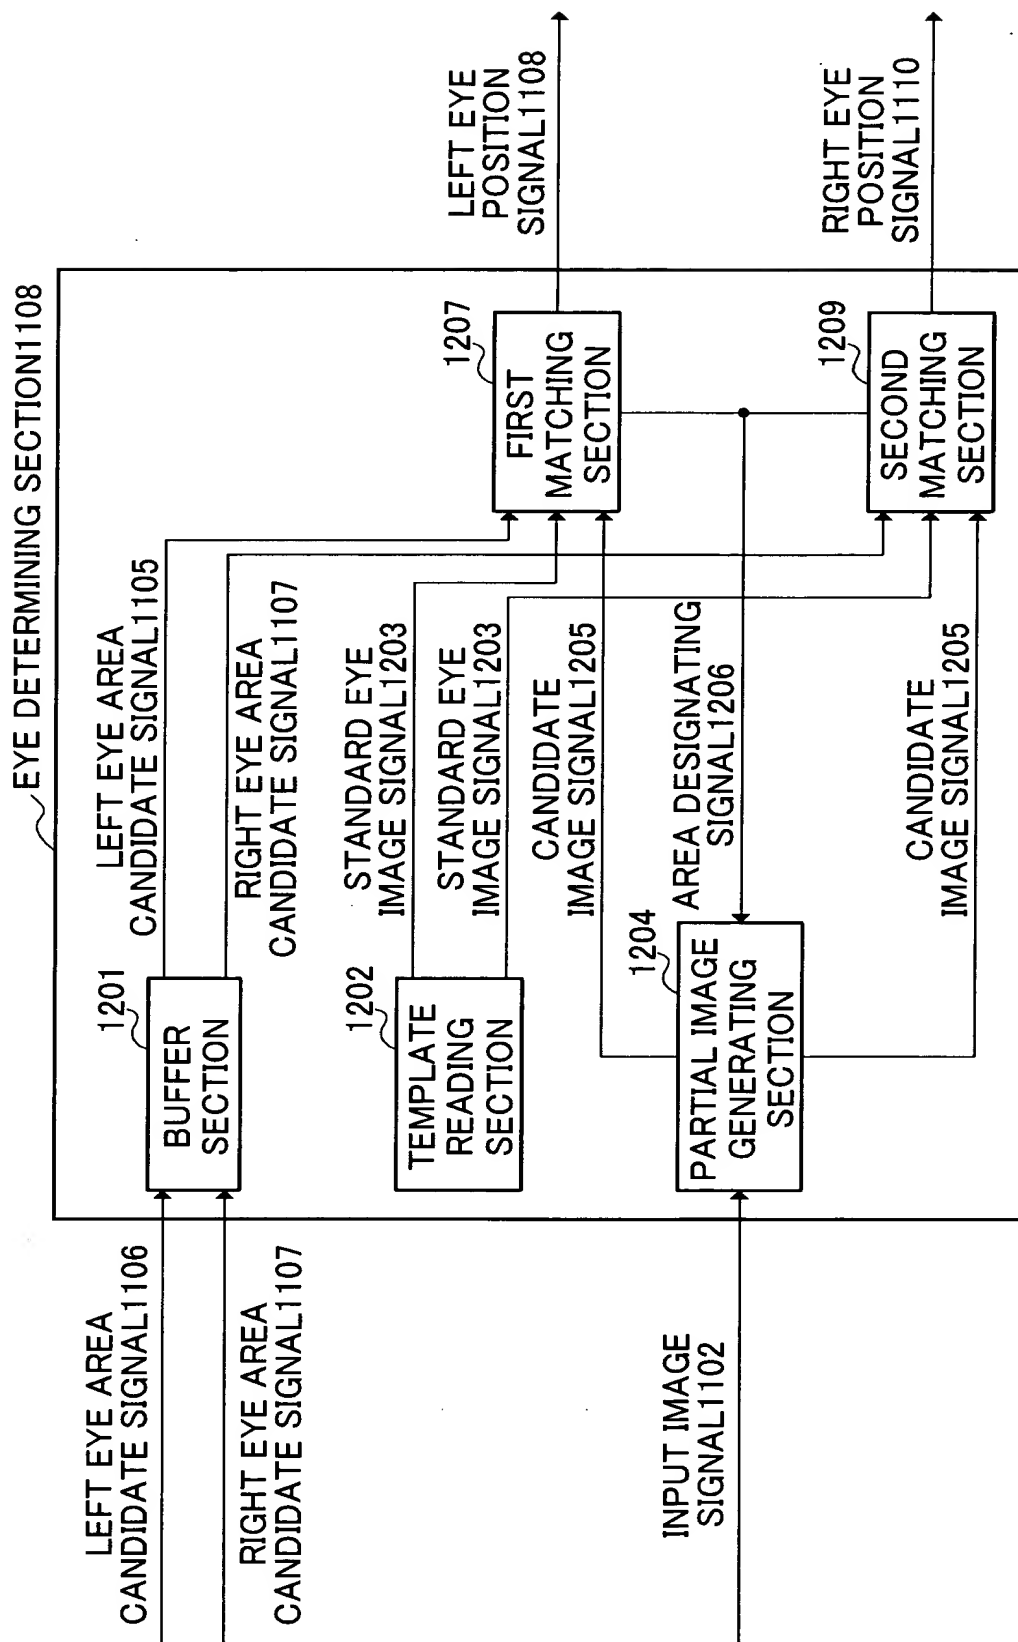 EYE DETERMINING SECTION1108
LEFT EYE AREA
CANDIDATE SIGNAL1106
RIGHT EYE AREA
CANDIDATE SIGNAL1107
INPUT IMAGE
SIGNAL1102
1201
BUFFER
SECTION
1202
TEMPLATE
READING
SECTION
1204
PARTIAL IMAGE
GENERATING
SECTION
LEFT EYE AREA
CANDIDATE SIGNAL1105
RIGHT EYE AREA
CANDIDATE SIGNAL1107
STANDARD EYE
IMAGE SIGNAL1203
STANDARD EYE
IMAGE SIGNAL1203
CANDIDATE
IMAGE SIGNAL1205
AREA DESIGNATING
SIGNAL1206
CANDIDATE
IMAGE SIGNAL1205
1207
FIRST
MATCHING
SECTION
1209
SECOND
MATCHING
SECTION
LEFT EYE
POSITION
SIGNAL1108
RIGHT EYE
POSITION
SIGNAL1110